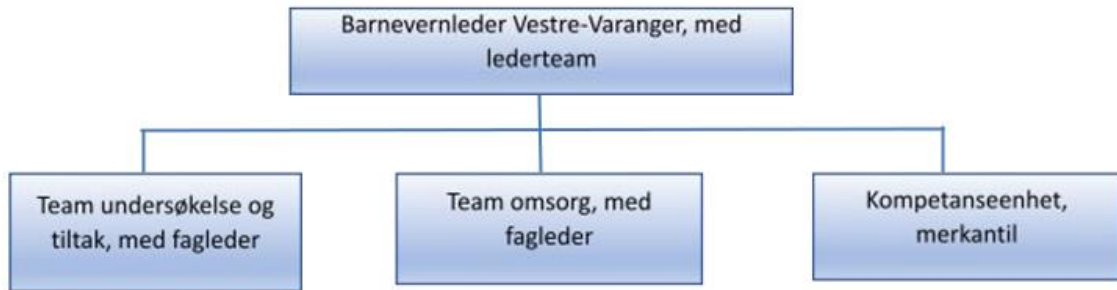 Barnevernleder Vestre-Varanger, med
lederteam
Team undersøkelse og
tiltak, med fagleder
Team omsorg, med
fagleder
Kompetanseenhet,
merkantil